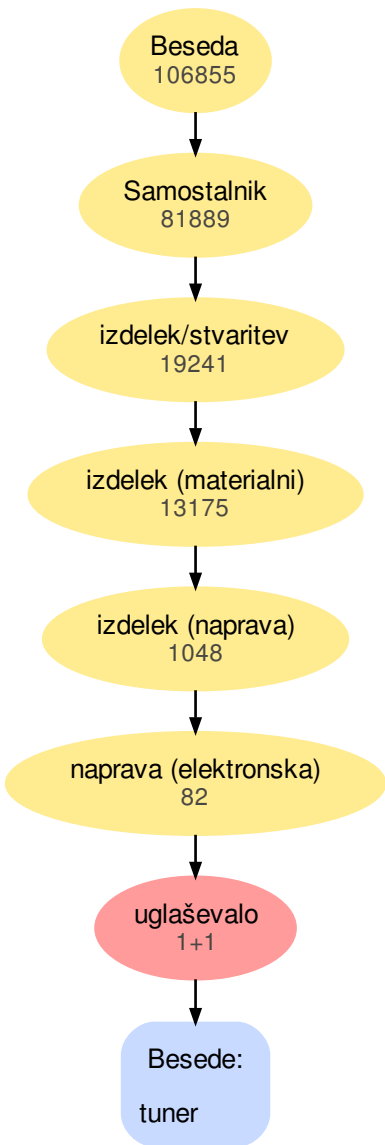 Beseda
106855
Samostalnik
81889
izdelek/stvaritev
19241
izdelek (materialni)
13175
izdelek (naprava)
1048
naprava (elektronska)
82
uglaševalo
1+1
Besede:
tuner